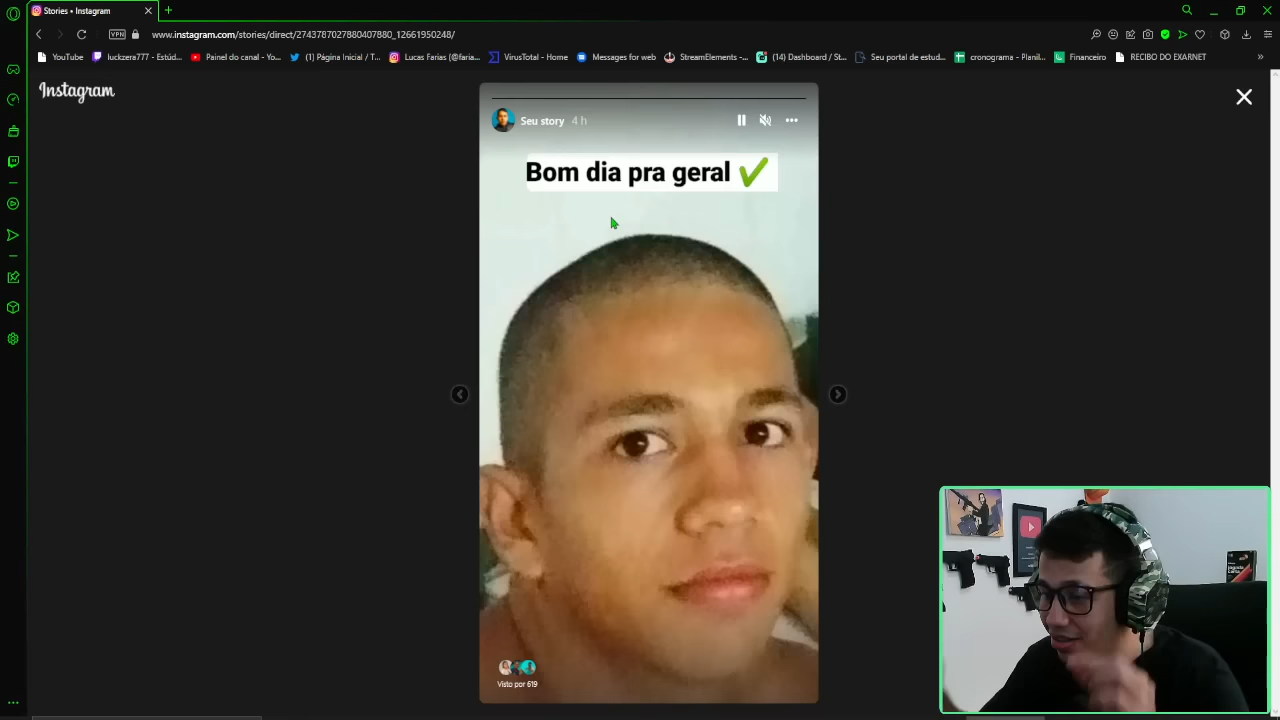 Stories • Instagram
VPN
www.instagram.com/stories/direct/2743787027880407880_12661950248/
YouTube
luckzera777 - Estúd...
Painel do canal - Yo...
(1) Página Inicial / T...
Lucas Farias (@faria...
VirusTotal - Home
Messages for web
StreamElements -...
(14) Dashboard / St...
Seu portal de estud...
cronograma - Planil...
Financeiro
RECIBO DO EXARNET
Instagram
Seu story 4 h
Bom dia pra geral ✔
Visto por 619